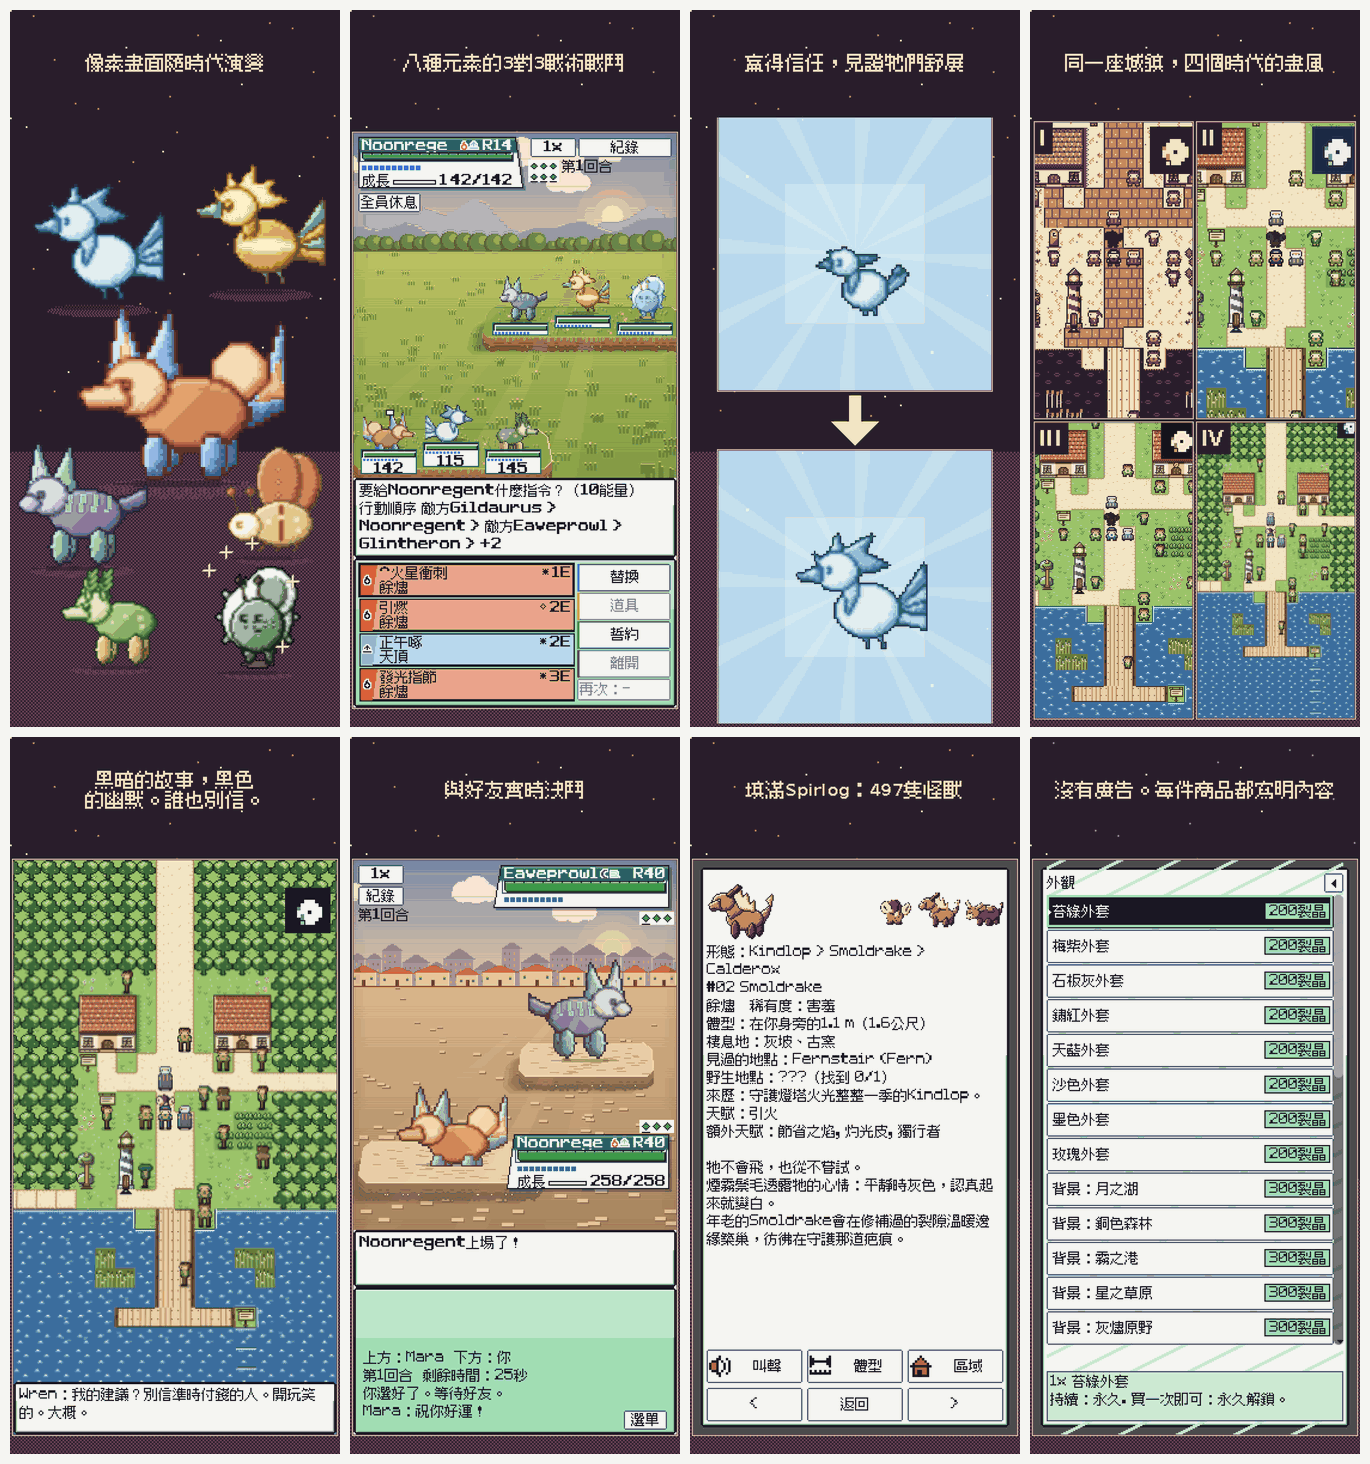 像素畫面隨時代演變
八種元素的3對3戰術戰鬥
Noonrege R14
1x
紀錄
第1回合
成長 142/142
全員休息
142
115
145
要給Noonregent什麼指令？（10能量）
行動順序 敵方Gildaurus >
Noonregent > 敵方Eaveprowl >
Glintheron > +2
火星衝刺 *1E
餘燼
引燃 2E
餘燼
正午啄 *2E
天頂
發光指節 *3E
餘燼
替換
道具
誓約
離開
再次：-
贏得信任，見證牠們舒展
同一座城鎮，四個時代的畫風
I
II
III
IV
黑暗的故事，黑色
的幽默。誰也別信。
Wren：我的建議？別信準時付錢的人。開玩笑
的。大概。
與好友實時決鬥
1x
紀錄
第1回合
Eaveprowl R40
Noonrege R40
成長 258/258
Noonregent上場了！
上方：Mara 下方：你
第1回合 剩餘時間：25秒
你選好了。等待好友。
Mara：祝你好運！
選單
填滿Spirlog：497隻怪獸
形態：Kindlop > Smoldrake >
Calderox
#02 Smoldrake
餘燼 稀有度：害羞
體型：在你身旁的1.1 m (1.6公尺)
棲息地：灰坡、古窯
見過的地點：Fernstair (Fern)
野生地點：??? (找到 0/1)
來歷：守護燈塔火光整整一季的Kindlop。
天賦：引火
額外天賦：節省之焰, 灼光皮, 獨行者
牠不會飛，也從不嘗試。
煙霧鬃毛透露牠的心情：平靜時灰色，認真起
來就變白。
年老的Smoldrake會在修補過的裂隙溫暖邊
緣築巢，彷彿在守護那道疤痕。
叫聲
體型
區域
<
返回
>
沒有廣告。每件商品都寫明內容
外觀
苔綠外套 200裂晶
梅紫外套 200裂晶
石板灰外套 200裂晶
鏽紅外套 200裂晶
天藍外套 200裂晶
沙色外套 200裂晶
墨色外套 200裂晶
玫瑰外套 200裂晶
背景：月之湖 300裂晶
背景：銅色森林 300裂晶
背景：霧之港 300裂晶
背景：星之草原 300裂晶
背景：灰燼原野 300裂晶
1x 苔綠外套
持續：永久。買一次即可：永久解鎖。